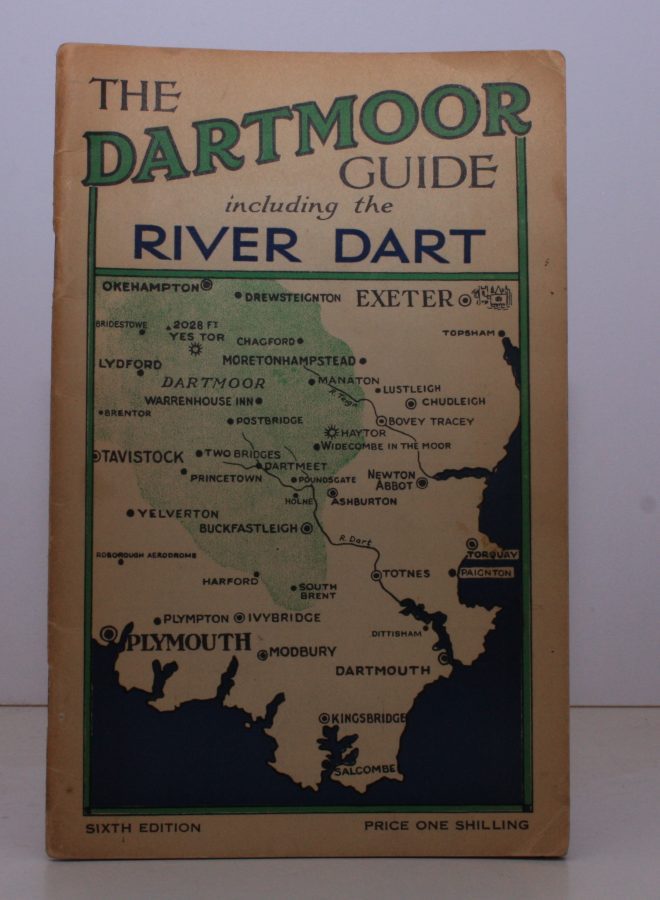 THE
DARTMOOR
GUIDE
including the
RIVER DART
OKEHAMPTON
DREWSTEIGNTON
EXETER
BRIDESTOWE
2028 FT
YES TOR
TOPSHAM
CHAGFORD
LYDFORD
MORETONHAMPSTEAD
DARTMOOR
MANATON
LUSTLEIGH
R. Teign
WARRENHOUSE INN
CHUDLEIGH
BRENTOR
POSTBRIDGE
BOVEY TRACEY
HAYTOR
WIDECOMBE IN THE MOOR
TAVISTOCK
TWO BRIDGES
DARTMEET
PRINCETOWN
POUNDSGATE
NEWTON
ABBOT
HOLNE
ASHBURTON
YELVERTON
BUCKFASTLEIGH
R. Dart
ROBOROUGH AERODROME
TORQUAY
HARFORD
TOTNES
PAIGNTON
SOUTH
BRENT
PLYMPTON
IVYBRIDGE
DITTISHAM
PLYMOUTH
MODBURY
DARTMOUTH
KINGSBRIDGE
SALCOMBE
SIXTH EDITION
PRICE ONE SHILLING